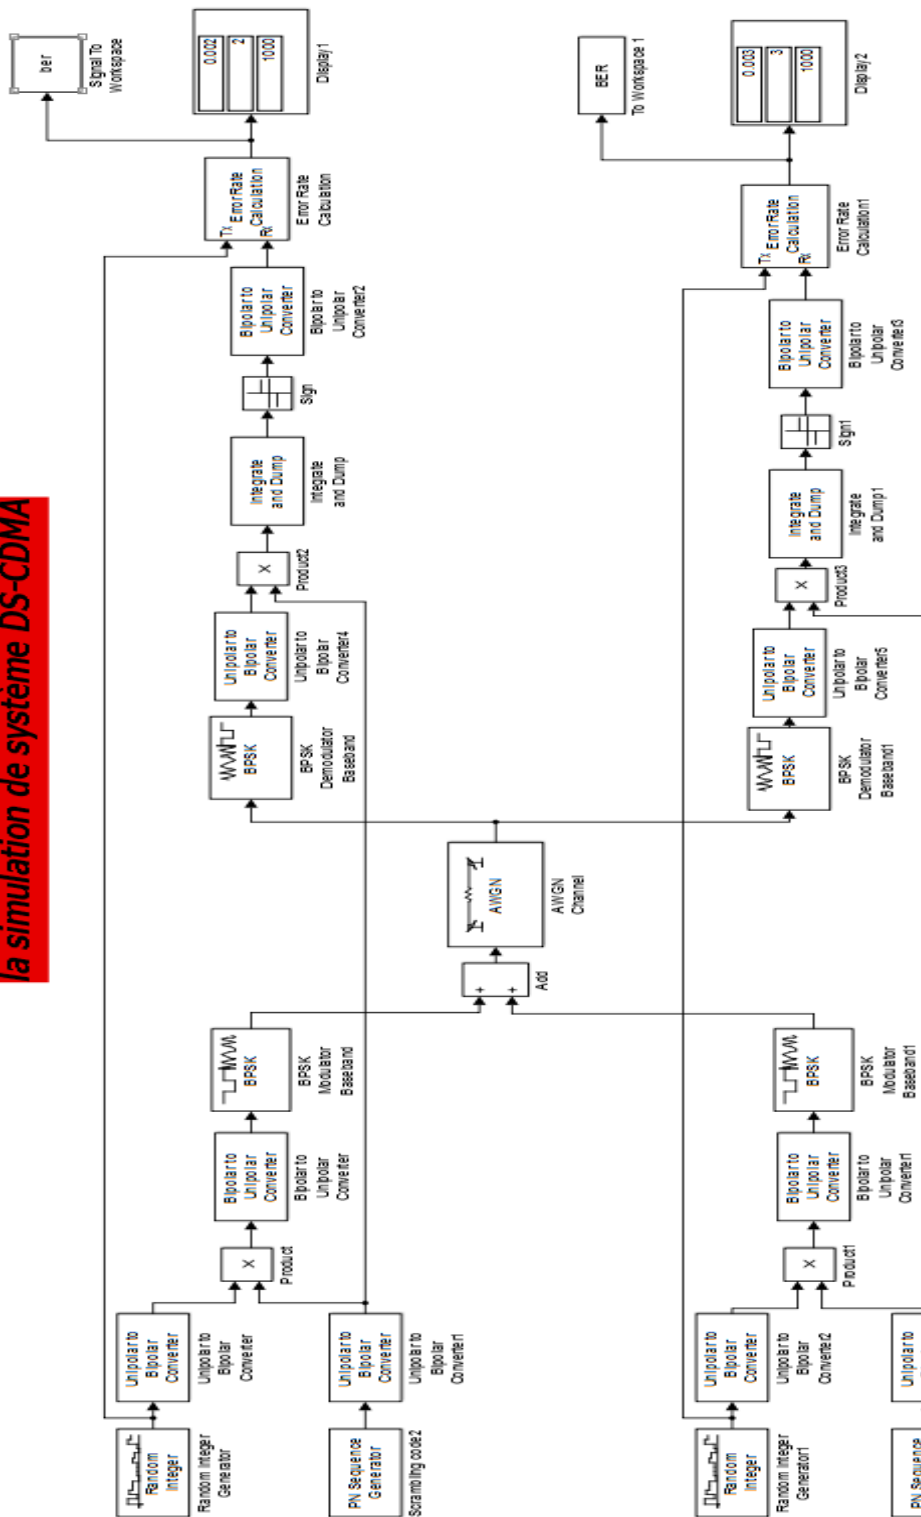 la simulation de système DS-CDMA
Random
Integer
Random Integer
Generator
Unipolar to
Bipolar
Converter
Unipolar to
Bipolar
Converter
PN Sequence
Generator
Scrambling code2
Unipolar to
Bipolar
Converter
Unipolar to
Bipolar
Converter1
X
Product
Bipolar to
Unipolar
Converter
Bipolar to
Unipolar
Converter
BPSK
BPSK
Modulator
Baseband
+
+
Add
AWGN
AWGN
Channel
BPSK
BPSK
Demodulator
Baseband
Unipolar to
Bipolar
Converter
Unipolar to
Bipolar
Converter4
X
Product2
Integrate
and Dump
Integrate
and Dump
Sign
Bipolar to
Unipolar
Converter
Bipolar to
Unipolar
Converter2
Tx
Error Rate
Calculation
Rx
Error Rate
Calculation
ber
Signal To
Workspace
0.002
2
1000
Display1
Random
Integer
Random Integer
Generator1
Unipolar to
Bipolar
Converter
Unipolar to
Bipolar
Converter2
PN Sequence
Unipolar to
X
Product1
Bipolar to
Unipolar
Converter
Bipolar to
Unipolar
Converter1
BPSK
BPSK
Modulator
Baseband1
BPSK
BPSK
Demodulator
Baseband1
Unipolar to
Bipolar
Converter
Unipolar to
Bipolar
Converter5
X
Product3
Integrate
and Dump
Integrate
and Dump1
Sign1
Bipolar to
Unipolar
Converter
Bipolar to
Unipolar
Converter3
Tx
Error Rate
Calculation
Rx
Error Rate
Calculation1
BER
To Workspace 1
0.003
3
1000
Display2